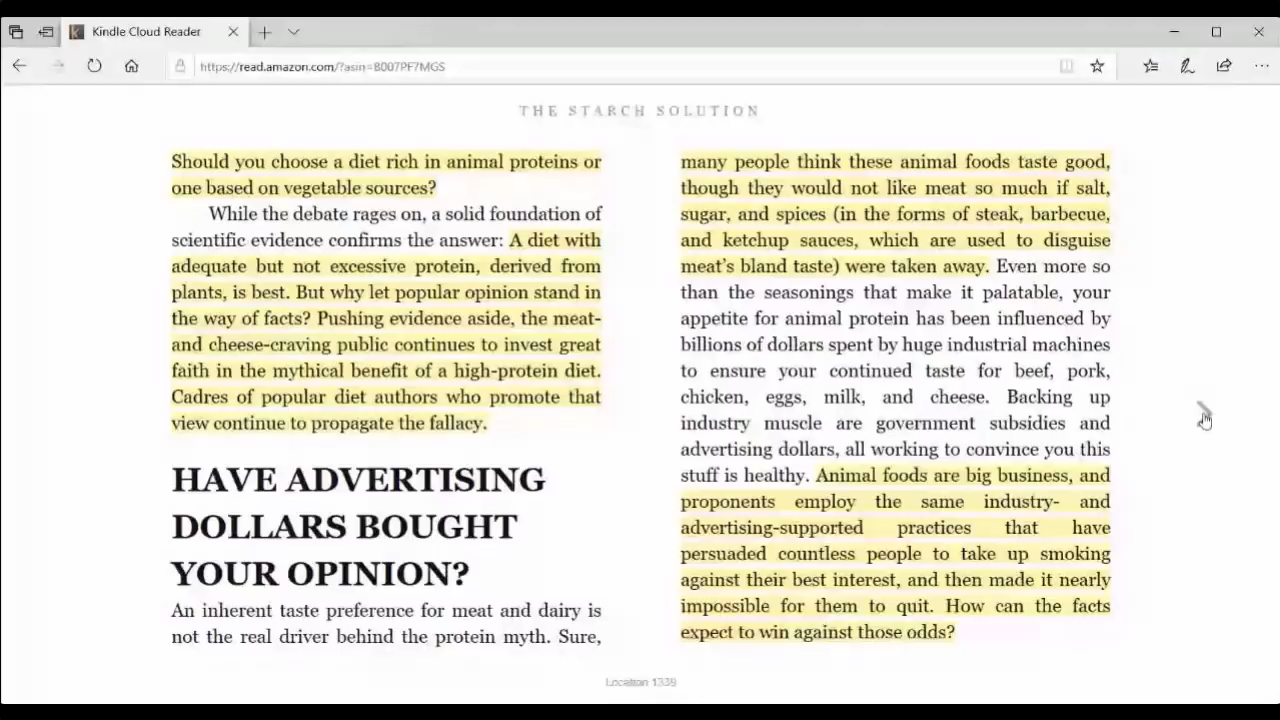 Kindle Cloud Reader
https://read.amazon.com/?asin=B007PF7MGS
THE STARCH SOLUTION
Should you choose a diet rich in animal proteins or
one based on vegetable sources?
While the debate rages on, a solid foundation of
scientific evidence confirms the answer: A diet with
adequate but not excessive protein, derived from
plants, is best. But why let popular opinion stand in
the way of facts? Pushing evidence aside, the meat-
and cheese-craving public continues to invest great
faith in the mythical benefit of a high-protein diet.
Cadres of popular diet authors who promote that
view continue to propagate the fallacy.
HAVE ADVERTISING
DOLLARS BOUGHT
YOUR OPINION?
An inherent taste preference for meat and dairy is
not the real driver behind the protein myth. Sure,
many people think these animal foods taste good,
though they would not like meat so much if salt,
sugar, and spices (in the forms of steak, barbecue,
and ketchup sauces, which are used to disguise
meat's bland taste) were taken away. Even more so
than the seasonings that make it palatable, your
appetite for animal protein has been influenced by
billions of dollars spent by huge industrial machines
to ensure your continued taste for beef, pork,
chicken, eggs, milk, and cheese. Backing up
industry muscle are government subsidies and
advertising dollars, all working to convince you this
stuff is healthy. Animal foods are big business, and
proponents employ the same industry- and
advertising-supported practices that have
persuaded countless people to take up smoking
against their best interest, and then made it nearly
impossible for them to quit. How can the facts
expect to win against those odds?
Location 1339